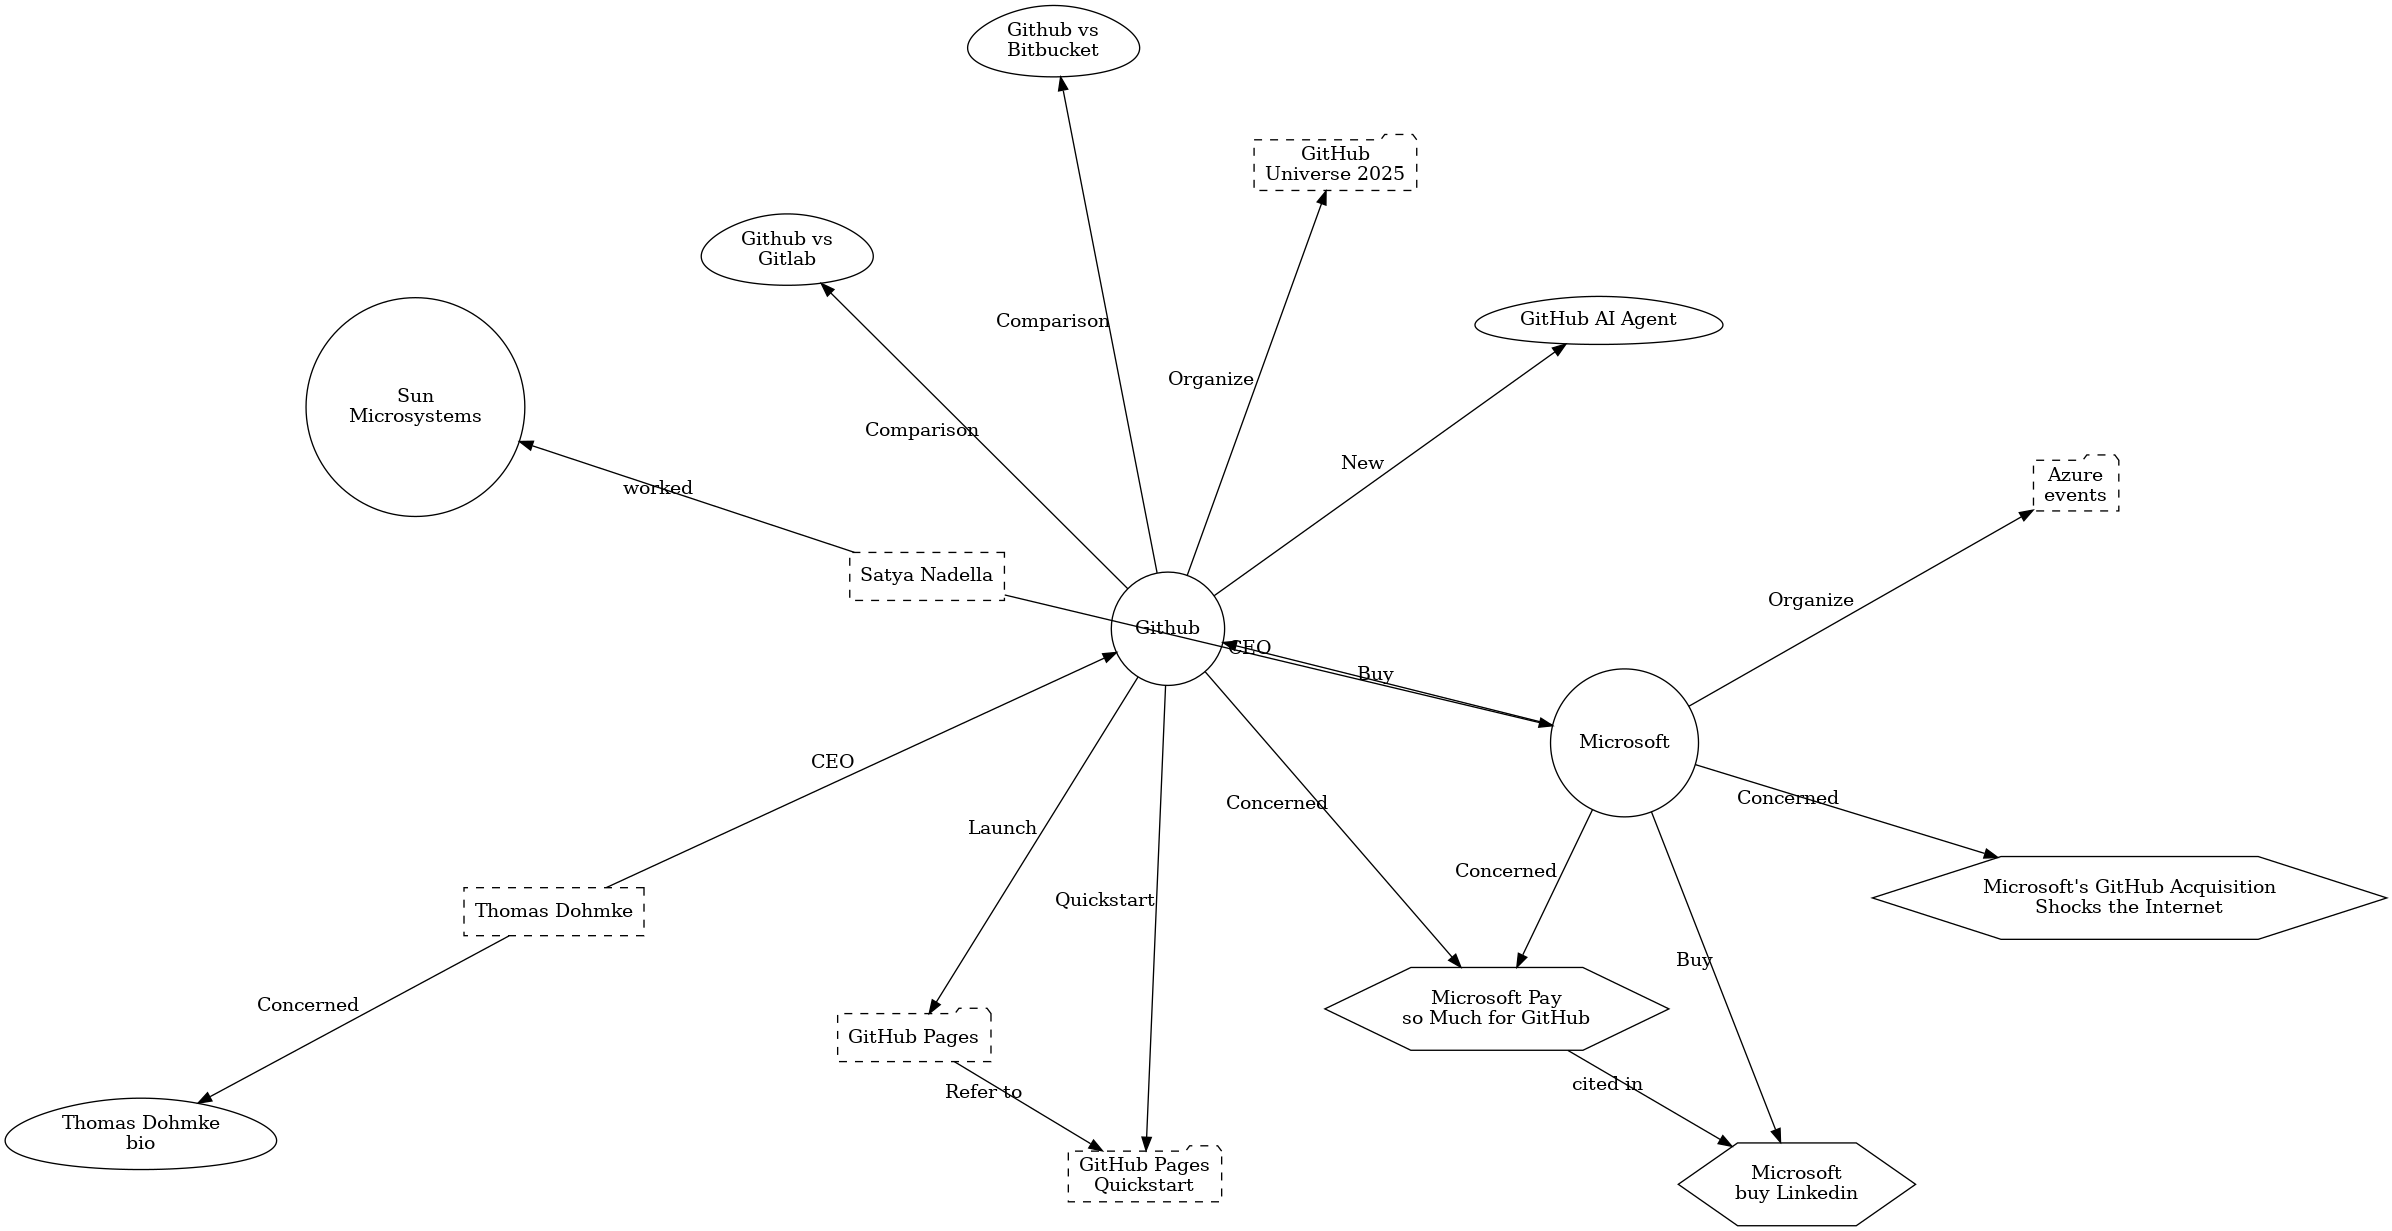 Github vs
Bitbucket
GitHub
Universe 2025
Github vs
Gitlab
GitHub AI Agent
Comparison
Sun
Microsystems
Organize
Comparison
New
Azure
events
worked
Satya Nadella
Organize
Github
CEO
Buy
Microsoft
CEO
Concerned
Concerned
Launch
Concerned
Microsoft's GitHub Acquisition
Shocks the Internet
Quickstart
Thomas Dohmke
Buy
Concerned
Microsoft Pay
so Much for GitHub
GitHub Pages
cited in
Refer to
Thomas Dohmke
bio
GitHub Pages
Quickstart
Microsoft
buy Linkedin